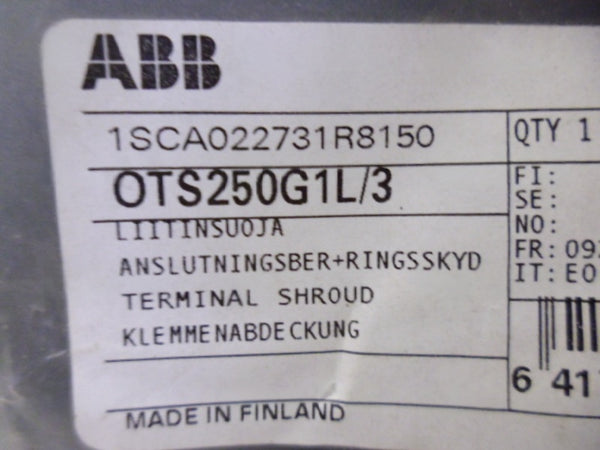 ABB
1SCA022731R8150
QTY 1
OTS250G1L/3
LIITINSUOJA
ANSLUTNINGSBER+RINGSSKYD
TERMINAL SHROUD
KLEMMENABDECKUNG
FI:
SE:
NO:
FR: 09
IT: EO
6 41
MADE IN FINLAND